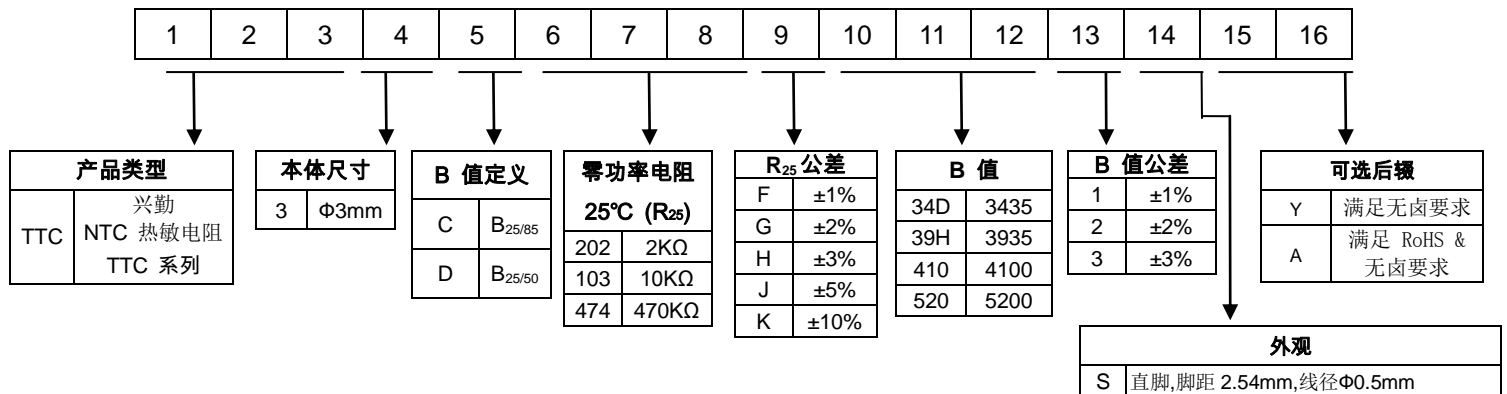 1 2 3 4 5 6 7 8 9 10 11 12 13 14 15 16
产品类型
TTC 兴勤
NTC 热敏电阻
TTC 系列
本体尺寸
3 Φ3mm
B 值定义
C B25/85
D B25/50
零功率电阻
25℃ (R25)
202 2KΩ
103 10KΩ
474 470KΩ
R25公差
F ±1%
G ±2%
H ±3%
J ±5%
K ±10%
B 值
34D 3435
39H 3935
410 4100
520 5200
B 值公差
1 ±1%
2 ±2%
3 ±3%
可选后辍
Y 满足无卤要求
A 满足 RoHS &
无卤要求
外观
S 直脚,脚距 2.54mm,线径Φ0.5mm